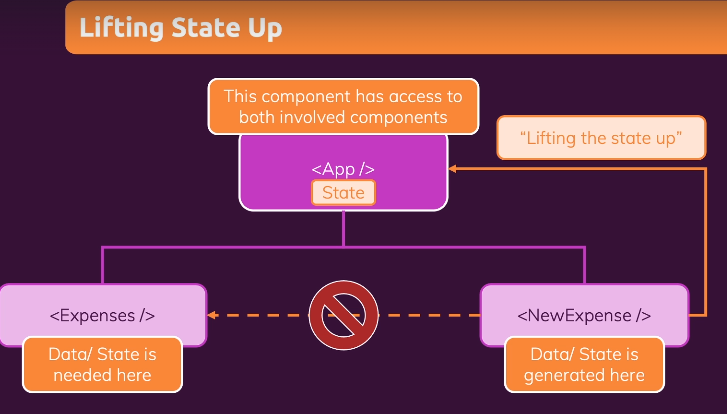 Lifting State Up
This component has access to
both involved components
"Lifting the state up"
<App />
State
<Expenses />
<NewExpense />
Data/ State is
needed here
Data/ State is
generated here